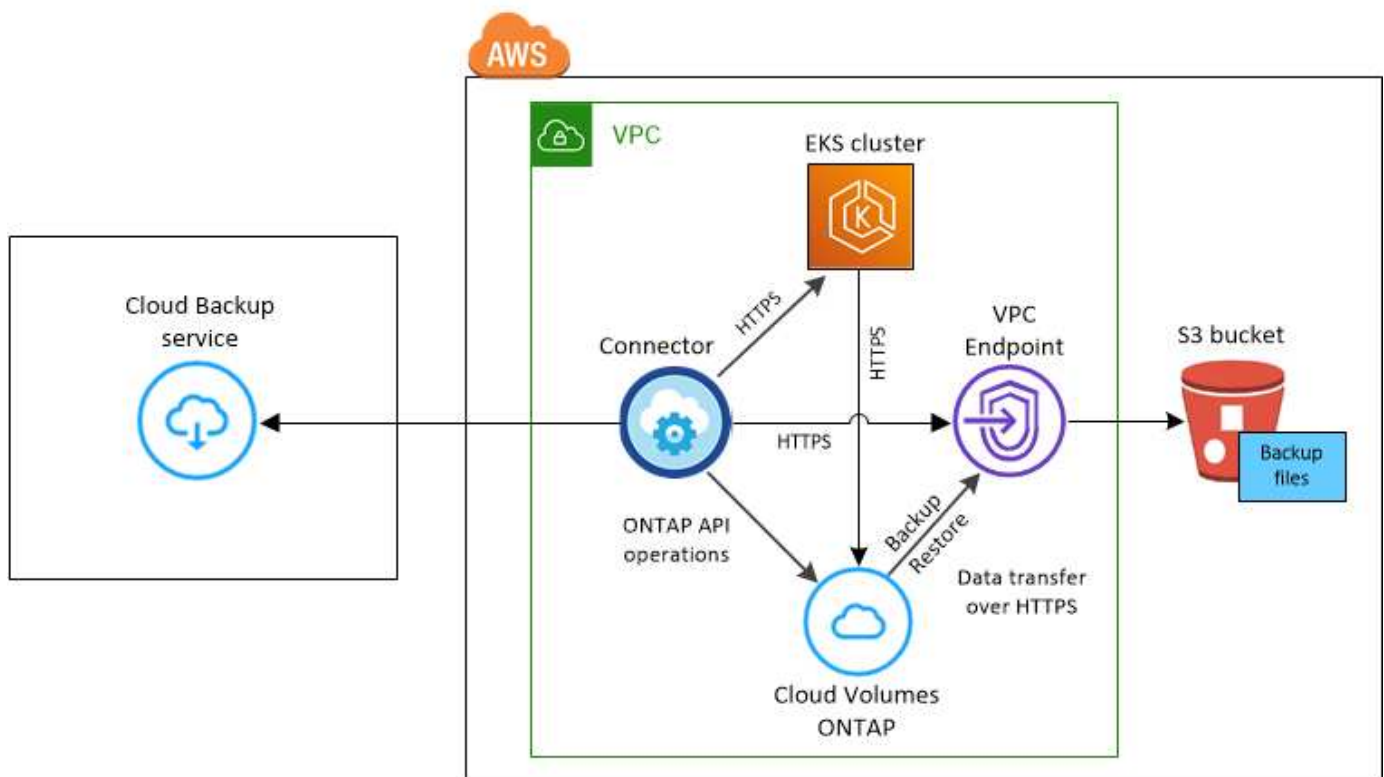 AWS
VPC
EKS cluster
K
Cloud Backup
service
Connector
HTTPS
HTTPS
VPC
Endpoint
S3 bucket
HTTPS
Backup
files
ONTAP API
operations
Backup
Restore
Data transfer
over HTTPS
Cloud Volumes
ONTAP